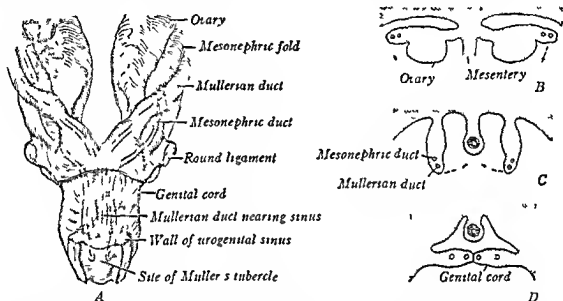 Ovary
Mesonephric fold
Mullerian duct
Mesonephric duct
Round ligament
Genital cord
Mullerian duct nearing sinus
Wall of urogenital sinus
Site of Muller s tubercle
A
Ovary
Mesentery
B
Mesonephric duct
Mullerian duct
C
Genital cord
D